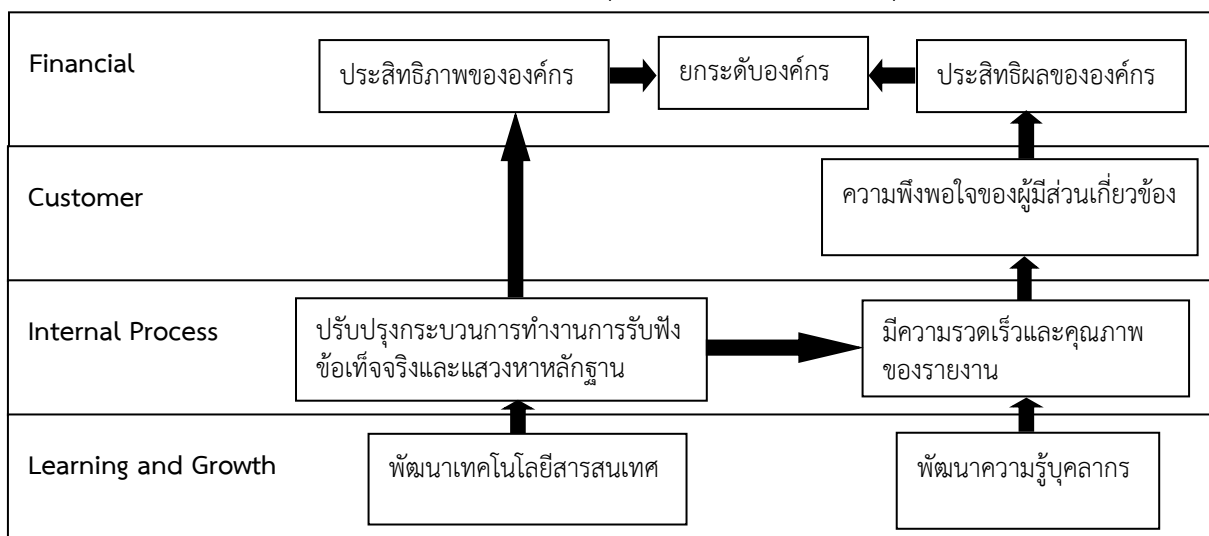 Financial
ประสิทธิภาพขององค์กร
ยกระดับองค์กร
ประสิทธิผลขององค์กร
Customer
ความพึงพอใจของผู้มีส่วนเกี่ยวข้อง
Internal Process
ปรับปรุงกระบวนการทำงานการรับฟัง
ข้อเท็จจริงและแสวงหาหลักฐาน
มีความรวดเร็วและคุณภาพ
ของรายงาน
Learning and Growth
พัฒนาเทคโนโลยีสารสนเทศ
พัฒนาความรู้บุคลากร